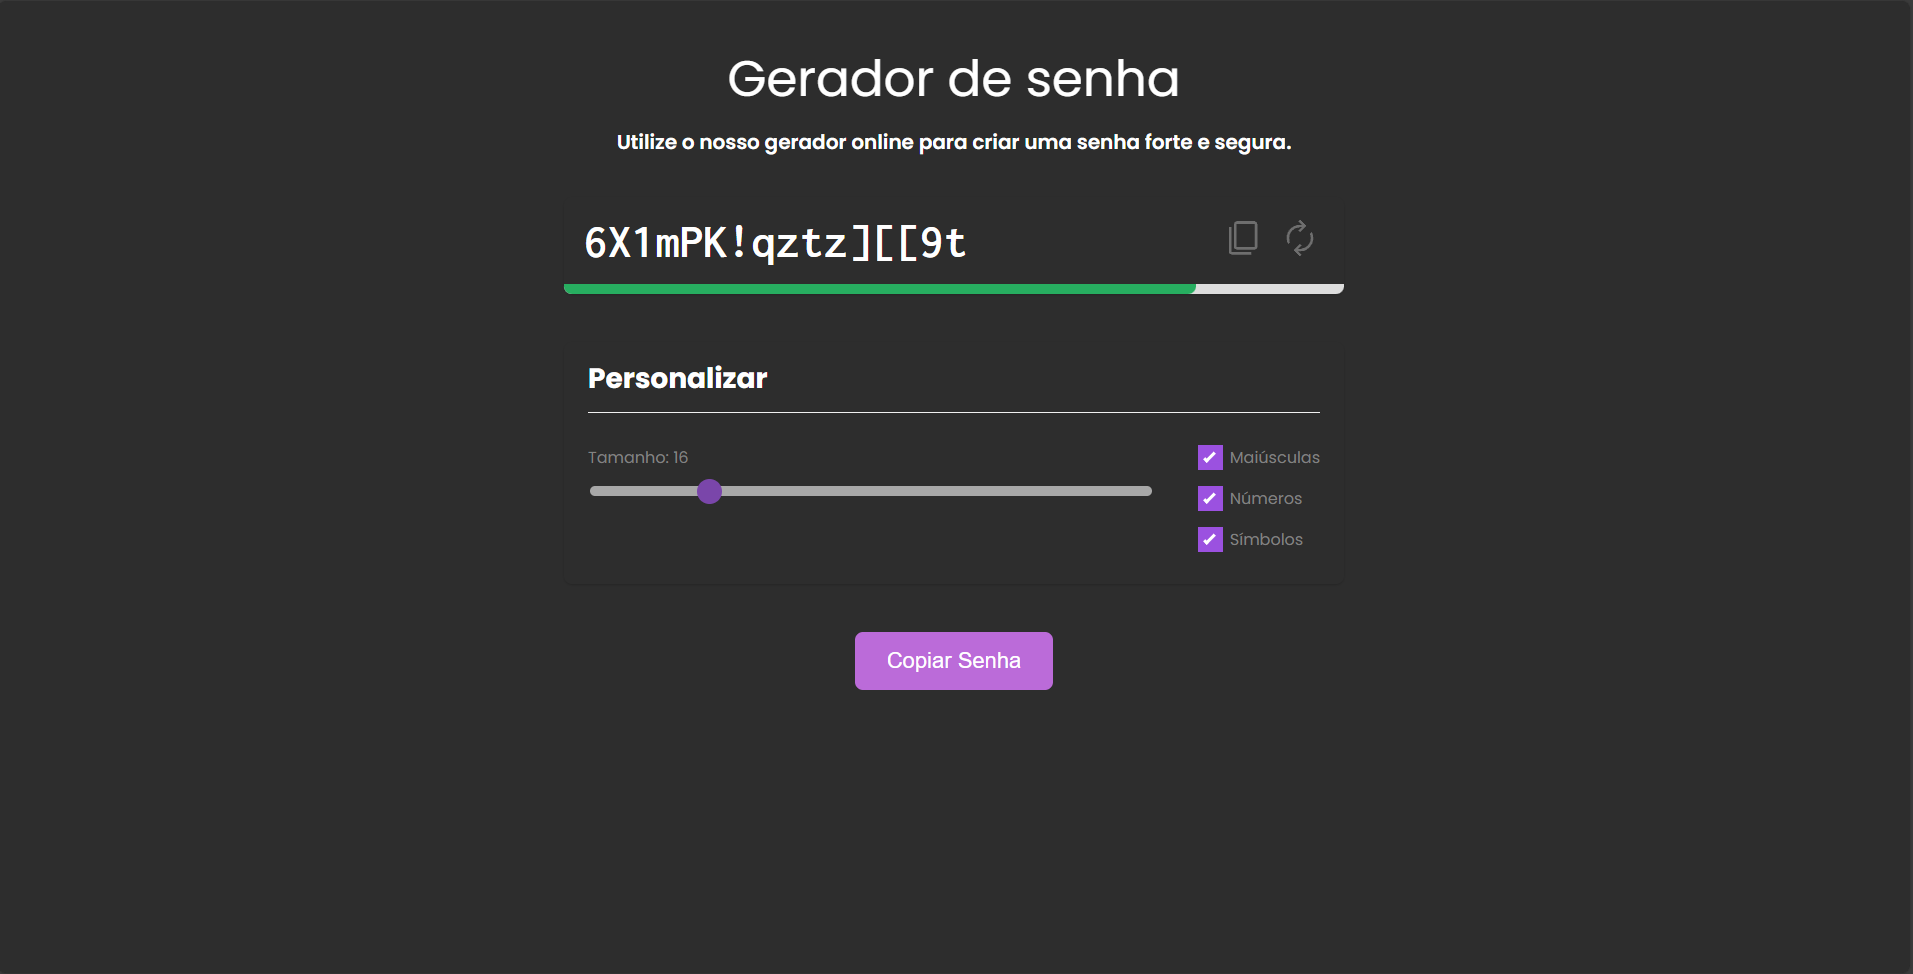 Gerador de senha
Utilize o nosso gerador online para criar uma senha forte e segura.
6X1mPK!qztz][[9t
Personalizar
Tamanho: 16
Maiúsculas
Números
Símbolos
Copiar Senha